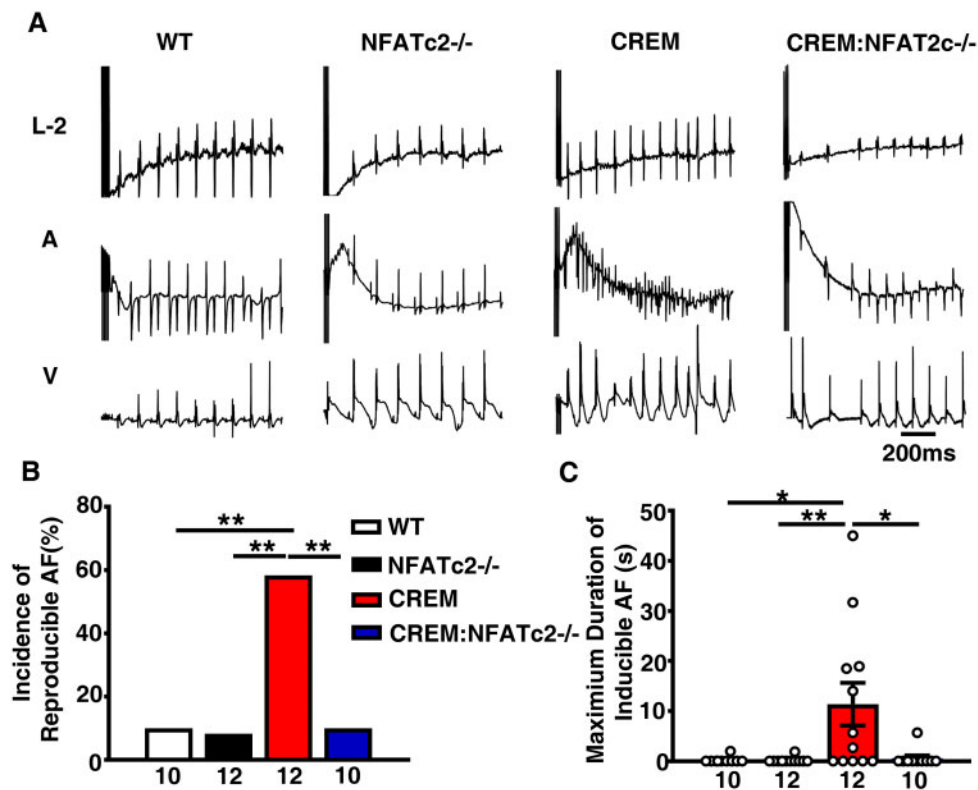 A
WT NFATc2-/- CREM CREM:NFAT2c-/-
L-2
A
V
200ms
B
Incidence of
Reproducible AF(%)
80
60
40
20
0
** 
** **
WT
NFATc2-/-
CREM
CREM:NFATc2-/-
10 12 12 10
C
Maximium Duration of
Inducible AF (s)
50
40
30
20
10
0
*
** *
10 12 12 10